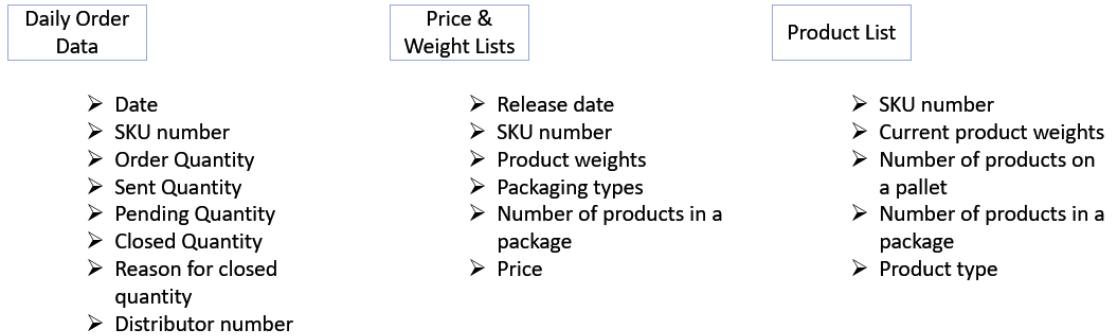 Daily Order
Data
➢ Date
➢ SKU number
➢ Order Quantity
➢ Sent Quantity
➢ Pending Quantity
➢ Closed Quantity
➢ Reason for closed
quantity
➢ Distributor number
Price &
Weight Lists
➢ Release date
➢ SKU number
➢ Product weights
➢ Packaging types
➢ Number of products in a
package
➢ Price
Product List
➢ SKU number
➢ Current product weights
➢ Number of products on
a pallet
➢ Number of products in a
package
➢ Product type